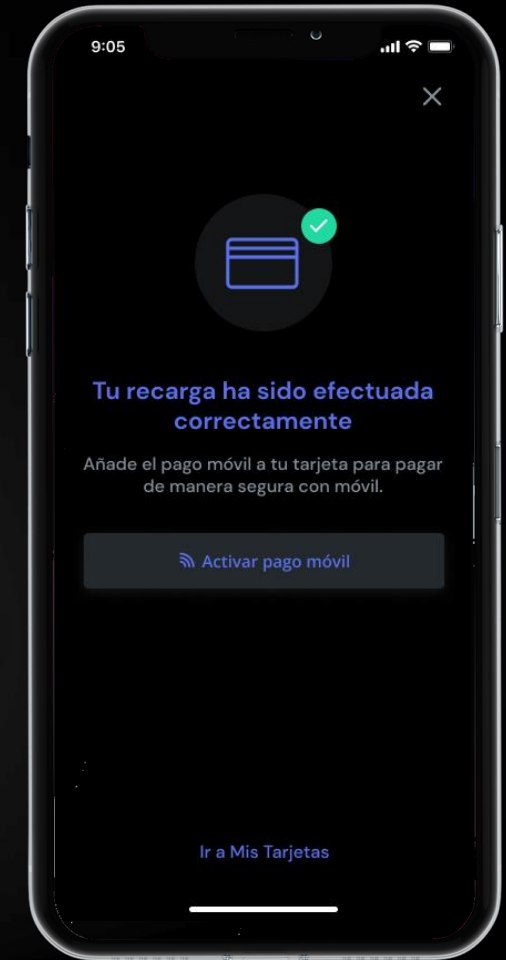 9:05
Tu recarga ha sido efectuada
correctamente
Añade el pago móvil a tu tarjeta para pagar
de manera segura con móvil.
Activar pago móvil
Ir a Mis Tarjetas